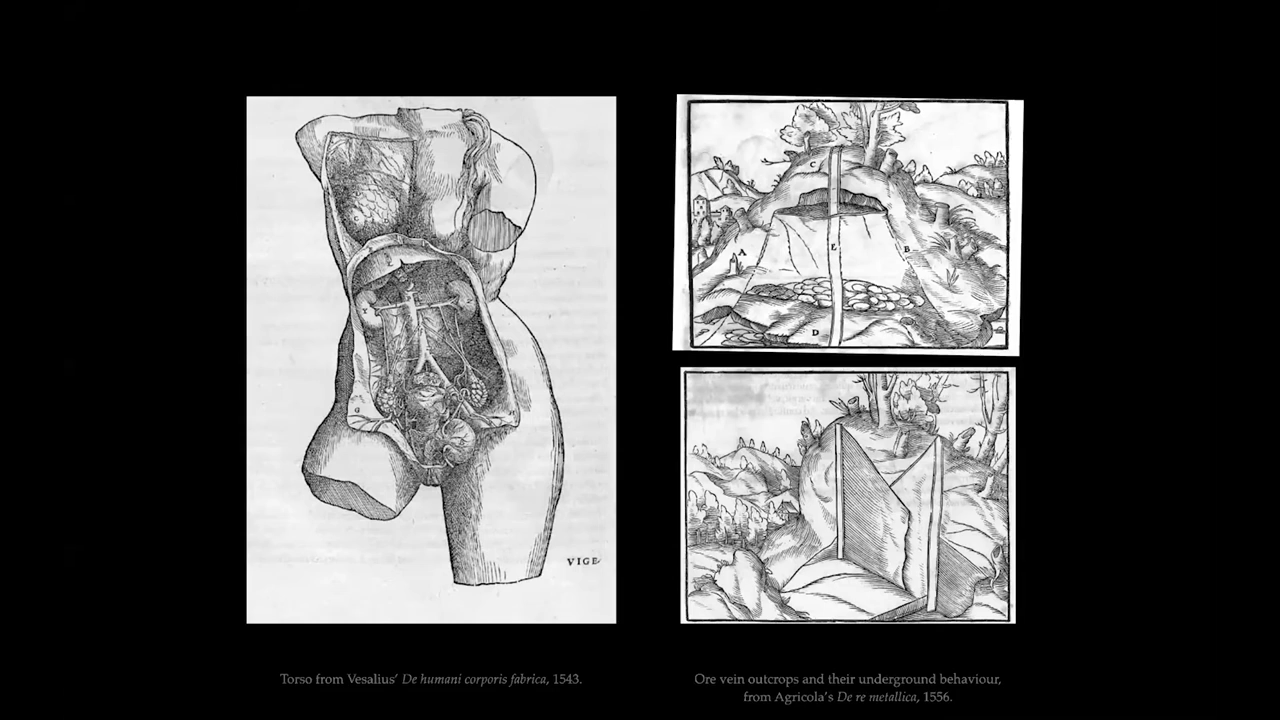 VIGE
C
A
E
B
D
Torso from Vesalius’ De humani corporis fabrica, 1543.
Ore vein outcrops and their underground behaviour,
from Agricola’s De re metallica, 1556.